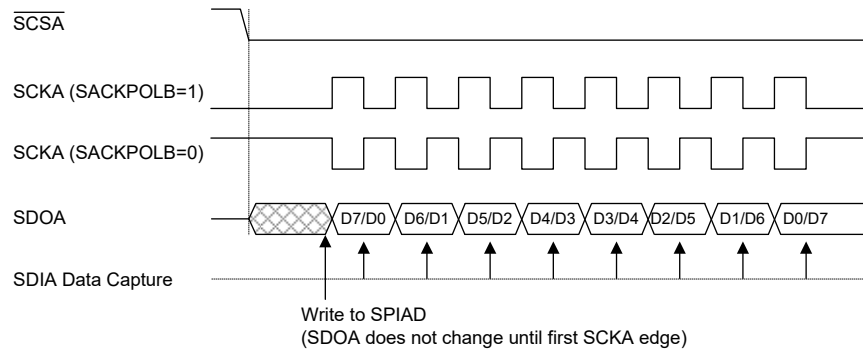 SCSA
SCKA (SACKPOLB=1)
SCKA (SACKPOLB=0)
SDOA
D7/D0 D6/D1 D5/D2 D4/D3 D3/D4 D2/D5 D1/D6 D0/D7
SDIA Data Capture
Write to SPIAD
(SDOA does not change until first SCKA edge)